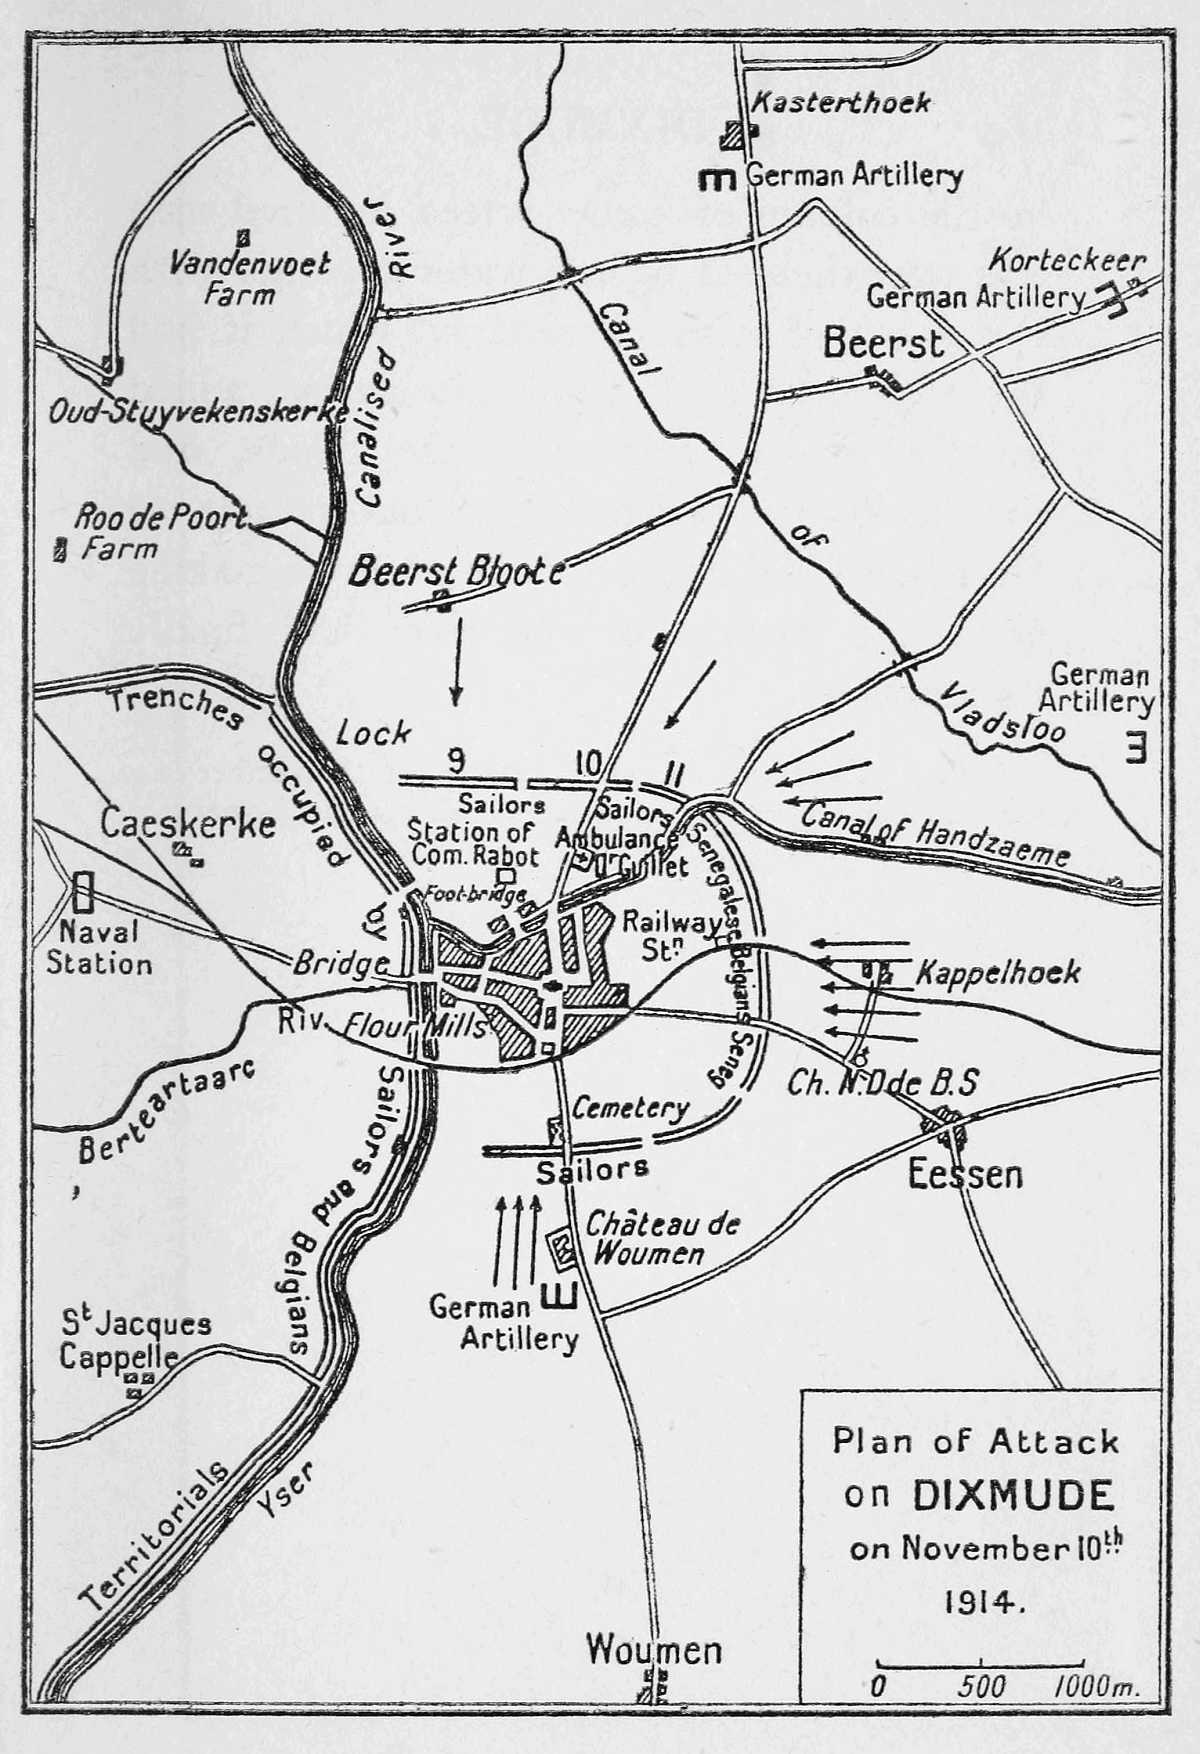 Kasterthoek
German Artillery
Korteckeer
German Artillery
Beerst
River
Canalised
Vandenvoet
Farm
Canal
of
Vladsloo
Oud-Stuyvekenskerke
Roo de Poort
Farm
Beerst Bloote
German
Artillery
Trenches occupied
by
Sailors and Belgians
Territorials
Lock
9
10
11
Sailors
Sailors
Station of
Com. Rabot
Ambulance
Dr Guillet
Foot-bridge
Senegalese
Belgians
Seneg
Canal of Handzaeme
Caeskerke
Naval
Station
Bridge
Railway
Stn
Kappelhoek
Riv.
Berteartaarc
Flour Mills
Ch. N.D de B.S
Cemetery
Eessen
Sailors
Château de
Woumen
German
Artillery
St Jacques
Cappelle
Yser
Woumen
Plan of Attack
on DIXMUDE
on November 10th
1914.
0 500 1000m.